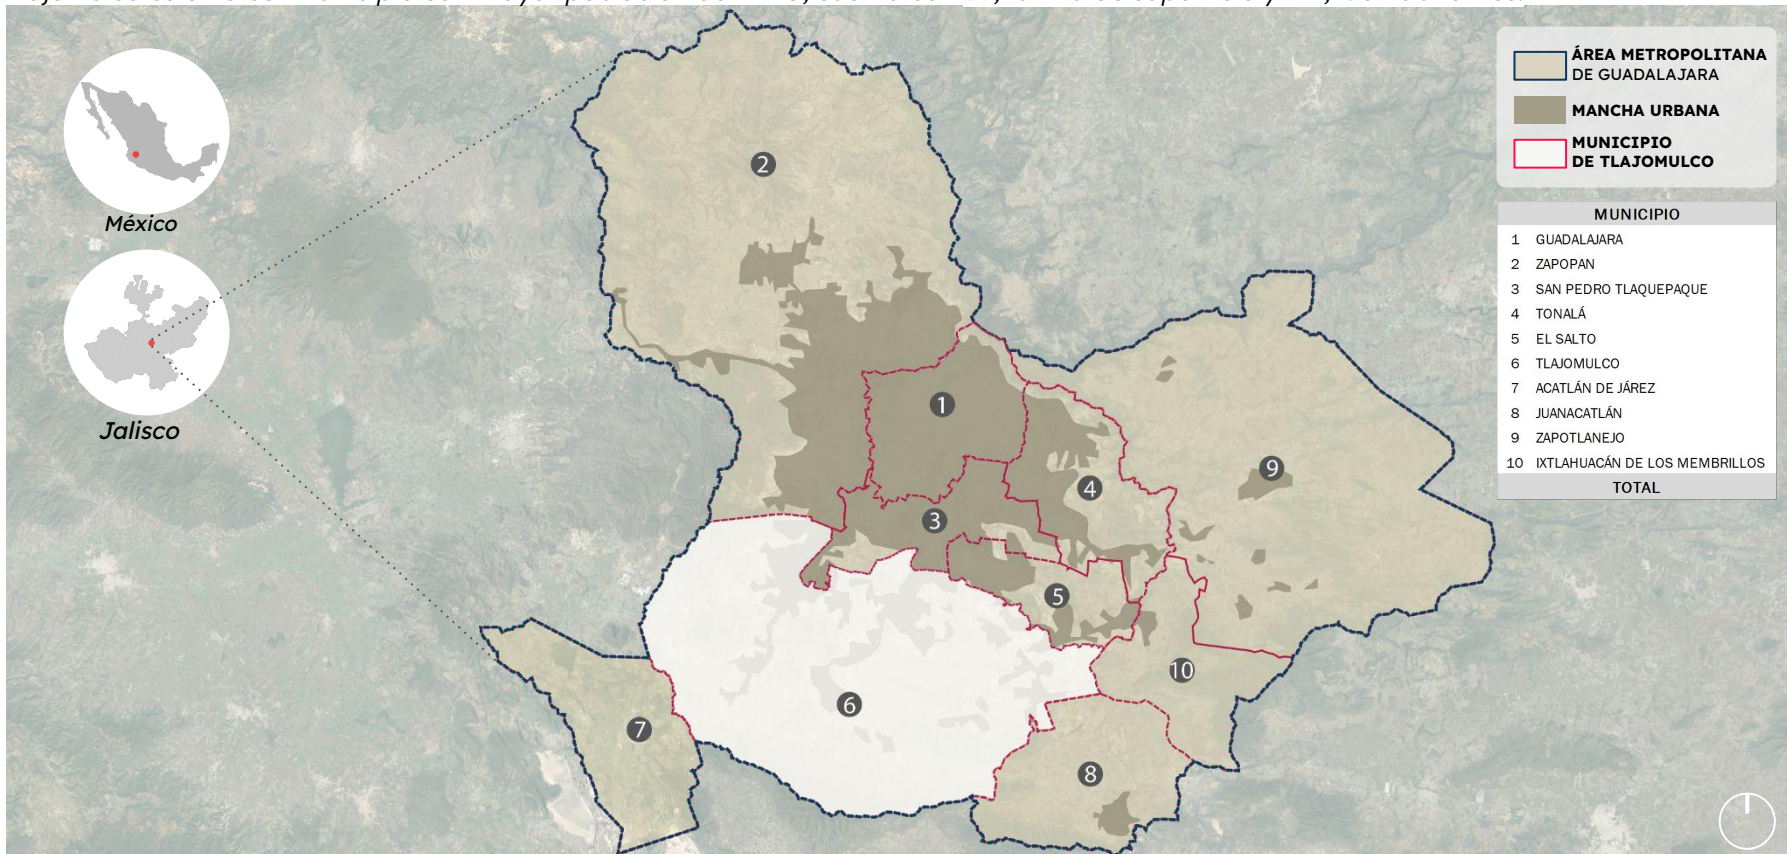 México
Jalisco
ÁREA METROPOLITANA
DE GUADALAJARA
MANCHA URBANA
MUNICIPIO
DE TLAJOMULCO
MUNICIPIO
1 GUADALAJARA
2 ZAPOPAN
3 SAN PEDRO TLAQUEPAQUE
4 TONALÁ
5 EL SALTO
6 TLAJOMULCO
7 ACATLÁN DE JÁREZ
8 JUANACATLÁN
9 ZAPOTLANEJO
10 IXTLAHUACÁN DE LOS MEMBRILLOS
TOTAL
2
1
9
4
3
5
10
6
7
8